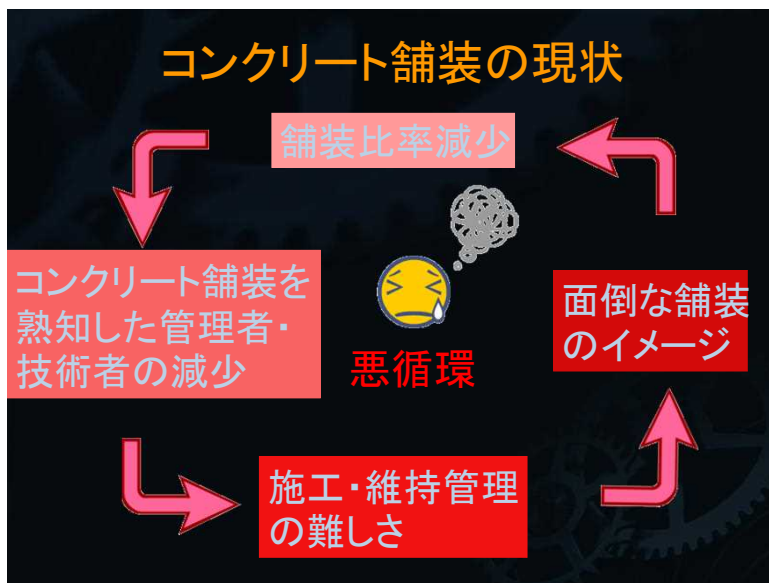 コンクリート舗装の現状
舗装比率減少
コンクリート舗装を
熟知した管理者・
技術者の減少
悪循環
施工・維持管理
の難しさ
面倒な舗装
のイメージ